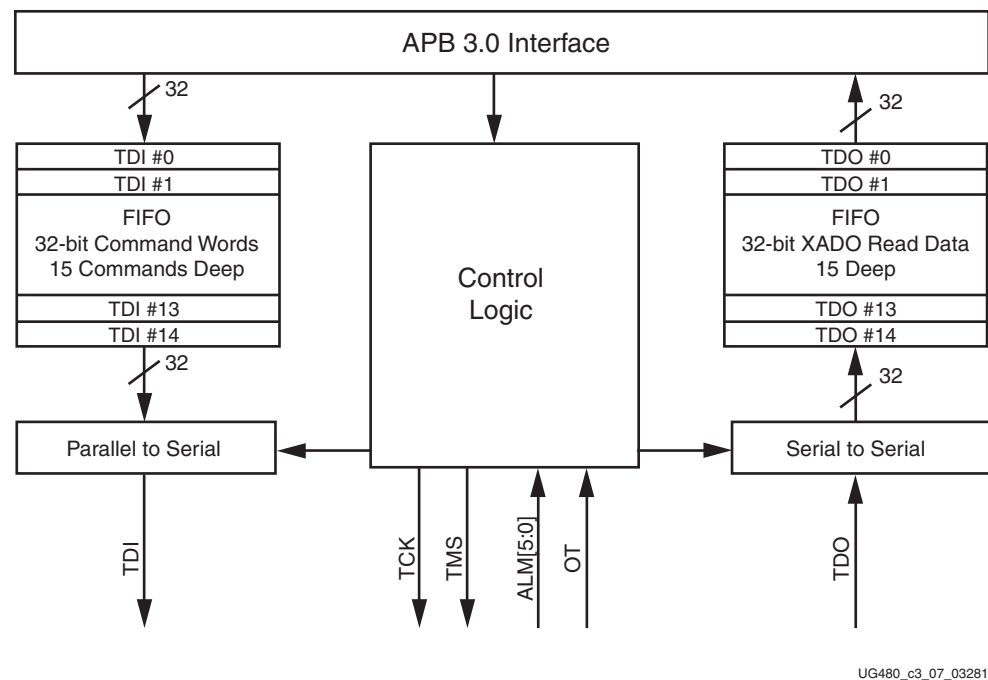 APB 3.0 Interface
32
32
TDI #0
TDI #1
FIFO
32-bit Command Words
15 Commands Deep
TDI #13
TDI #14
32
Control
Logic
TDO #0
TDO #1
FIFO
32-bit XADO Read Data
15 Deep
TDO #13
TDO #14
32
Parallel to Serial
Serial to Serial
TDI
TCK
TMS
ALM[5:0]
OT
TDO
UG480_c3_07_03281